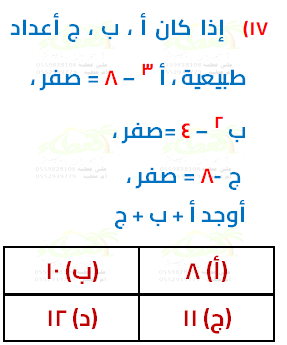 ١٧) إذا كان أ ، ب ، ج أعداد
طبيعية ، أ ٣ – ٨ = صفر ،
ب ٢ – ٤ =صفر ،
ج -٨ = صفر ،
أوجد أ + ب + ج
(أ) ٨ (ب) ١٠
(ج) ١١ (د) ١٢